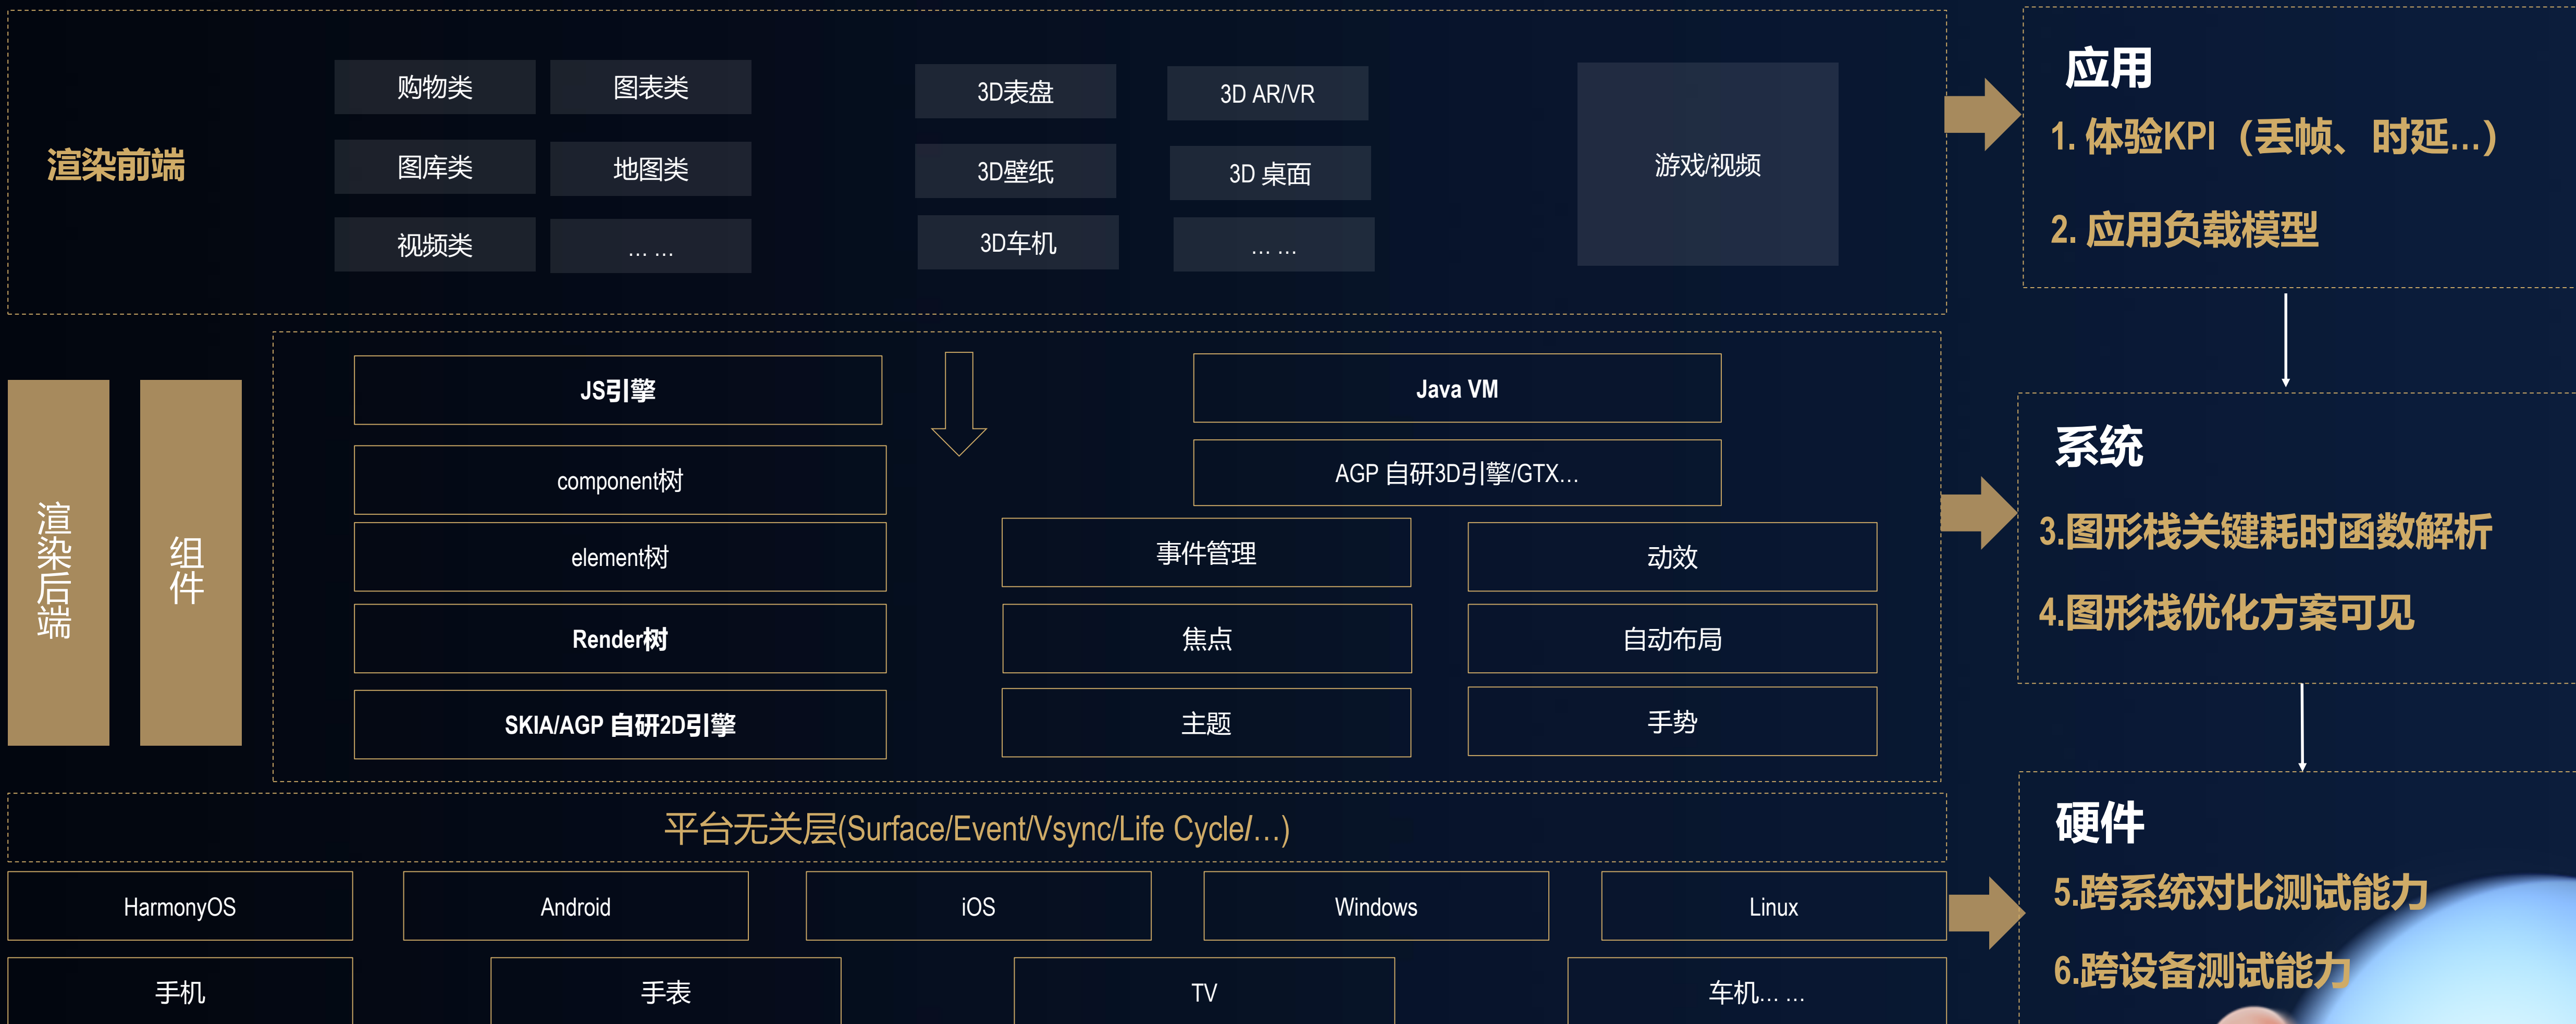 渲染前端
购物类
图表类
3D表盘
3D AR/VR
图库类
地图类
3D壁纸
3D 桌面
视频类
… …
3D车机
… …
游戏/视频
应用
1. 体验KPI（丢帧、时延…）
2. 应用负载模型
渲染后端
组件
JS引擎
component树
element树
Render树
SKIA/AGP 自研2D引擎
Java VM
AGP 自研3D引擎/GTX…
事件管理
动效
焦点
自动布局
主题
手势
系统
3.图形栈关键耗时函数解析
4.图形栈优化方案可见
平台无关层(Surface/Event/Vsync/Life Cycle/…)
HarmonyOS
Android
iOS
Windows
Linux
手机
手表
TV
车机… …
硬件
5.跨系统对比测试能力
6.跨设备测试能力